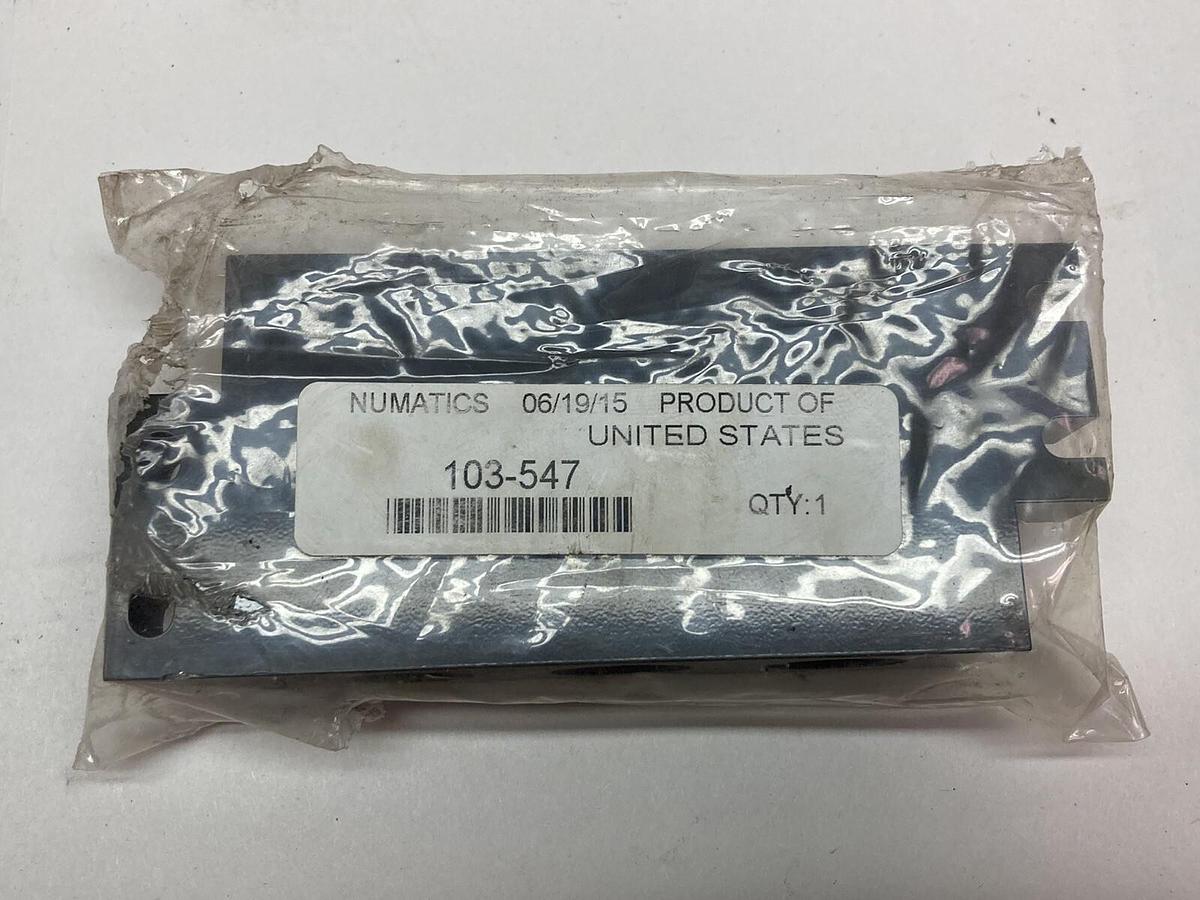 NUMATICS 06/19/15 PRODUCT OF
UNITED STATES
103-547
QTY:1